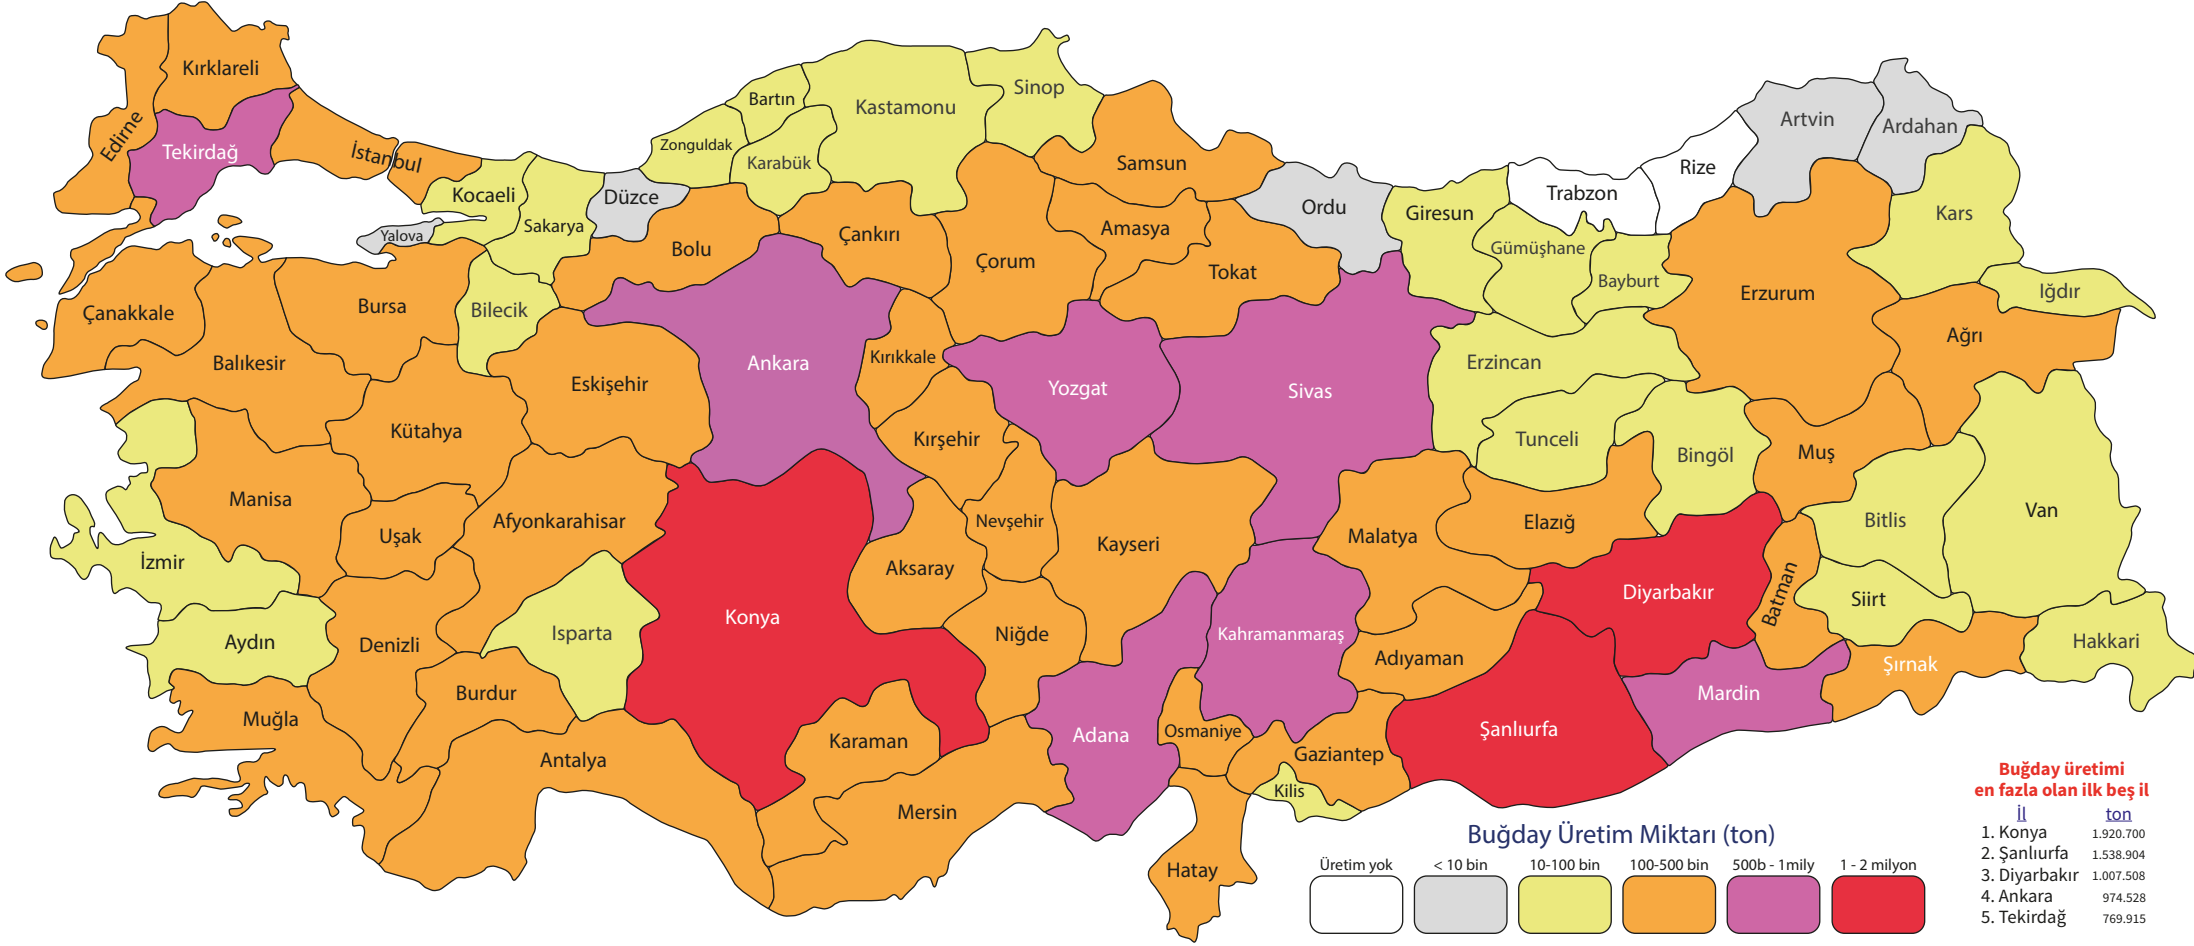 Kırklareli
Edirne
Tekirdağ
İstanbul
Kocaeli
Yalova
Sakarya
Düzce
Bolu
Zonguldak
Bartın
Karabük
Kastamonu
Sinop
Çankırı
Çorum
Samsun
Amasya
Tokat
Ordu
Giresun
Trabzon
Rize
Artvin
Ardahan
Gümüşhane
Bayburt
Kars
Iğdır
Erzurum
Ağrı
Çanakkale
Balıkesir
Bursa
Bilecik
Eskişehir
Ankara
Kırıkkale
Yozgat
Sivas
Erzincan
Tunceli
Bingöl
Muş
Kütahya
Kırşehir
Manisa
Uşak
Afyonkarahisar
Nevşehir
Kayseri
Malatya
Elazığ
Bitlis
Van
İzmir
Aksaray
Diyarbakır
Batman
Siirt
Aydın
Denizli
Isparta
Konya
Niğde
Kahramanmaraş
Adıyaman
Şırnak
Hakkari
Muğla
Burdur
Antalya
Karaman
Adana
Osmaniye
Gaziantep
Şanlıurfa
Mardin
Kilis
Mersin
Hatay
Buğday Üretim Miktarı (ton)
Üretim yok
< 10 bin
10-100 bin
100-500 bin
500b - 1mily
1 - 2 milyon
Buğday üretimi
en fazla olan ilk beş il
İl ton
1. Konya 1.920.700
2. Şanlıurfa 1.538.904
3. Diyarbakır 1.007.508
4. Ankara 974.528
5. Tekirdağ 769.915